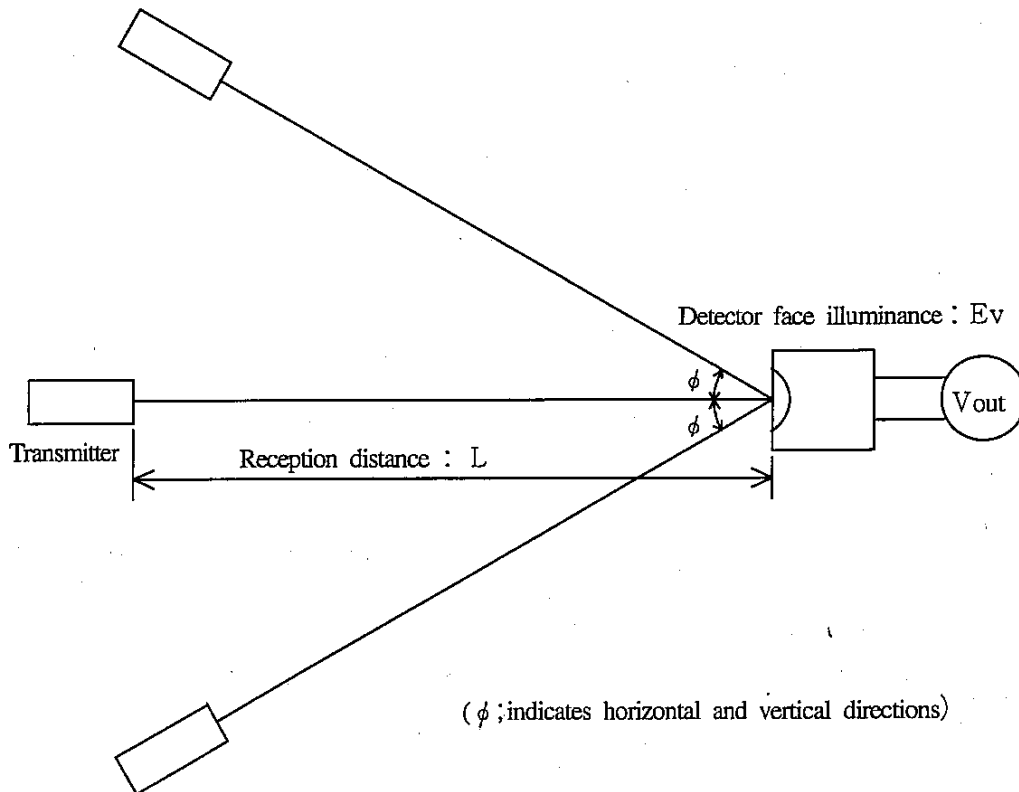 Detector face illuminance : Ev
ϕ
ϕ
Vout
Transmitter
Reception distance : L
(ϕ ; indicates horizontal and vertical directions)